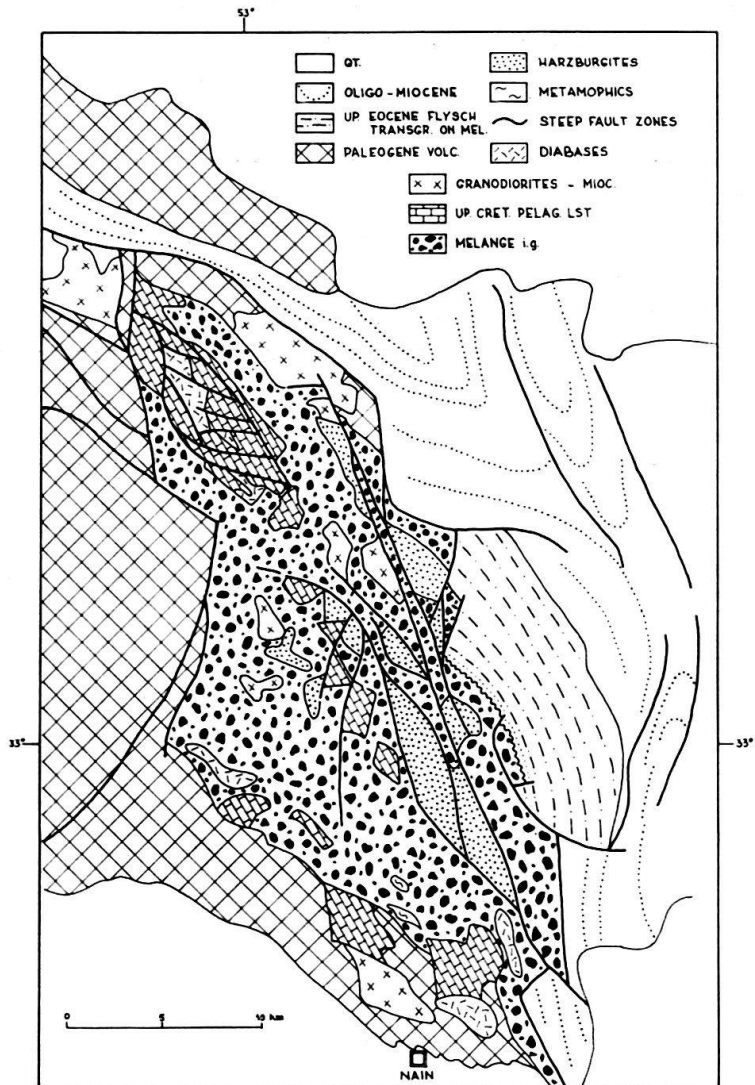 53°
QT.
OLIGO-MIOCENE
UP. EOCENE FLYSCH
TRANSGR. ON MEL.
PALEOGENE VOLC.
HARZBURGITES
METAMOPHICS
STEEP FAULT ZONES
DIABASES
GRANODIORITES - MIOC.
UP. CRET. PELAG. LST
MELANGE i.g.
33°
33°
0 5 10 km
NAIN